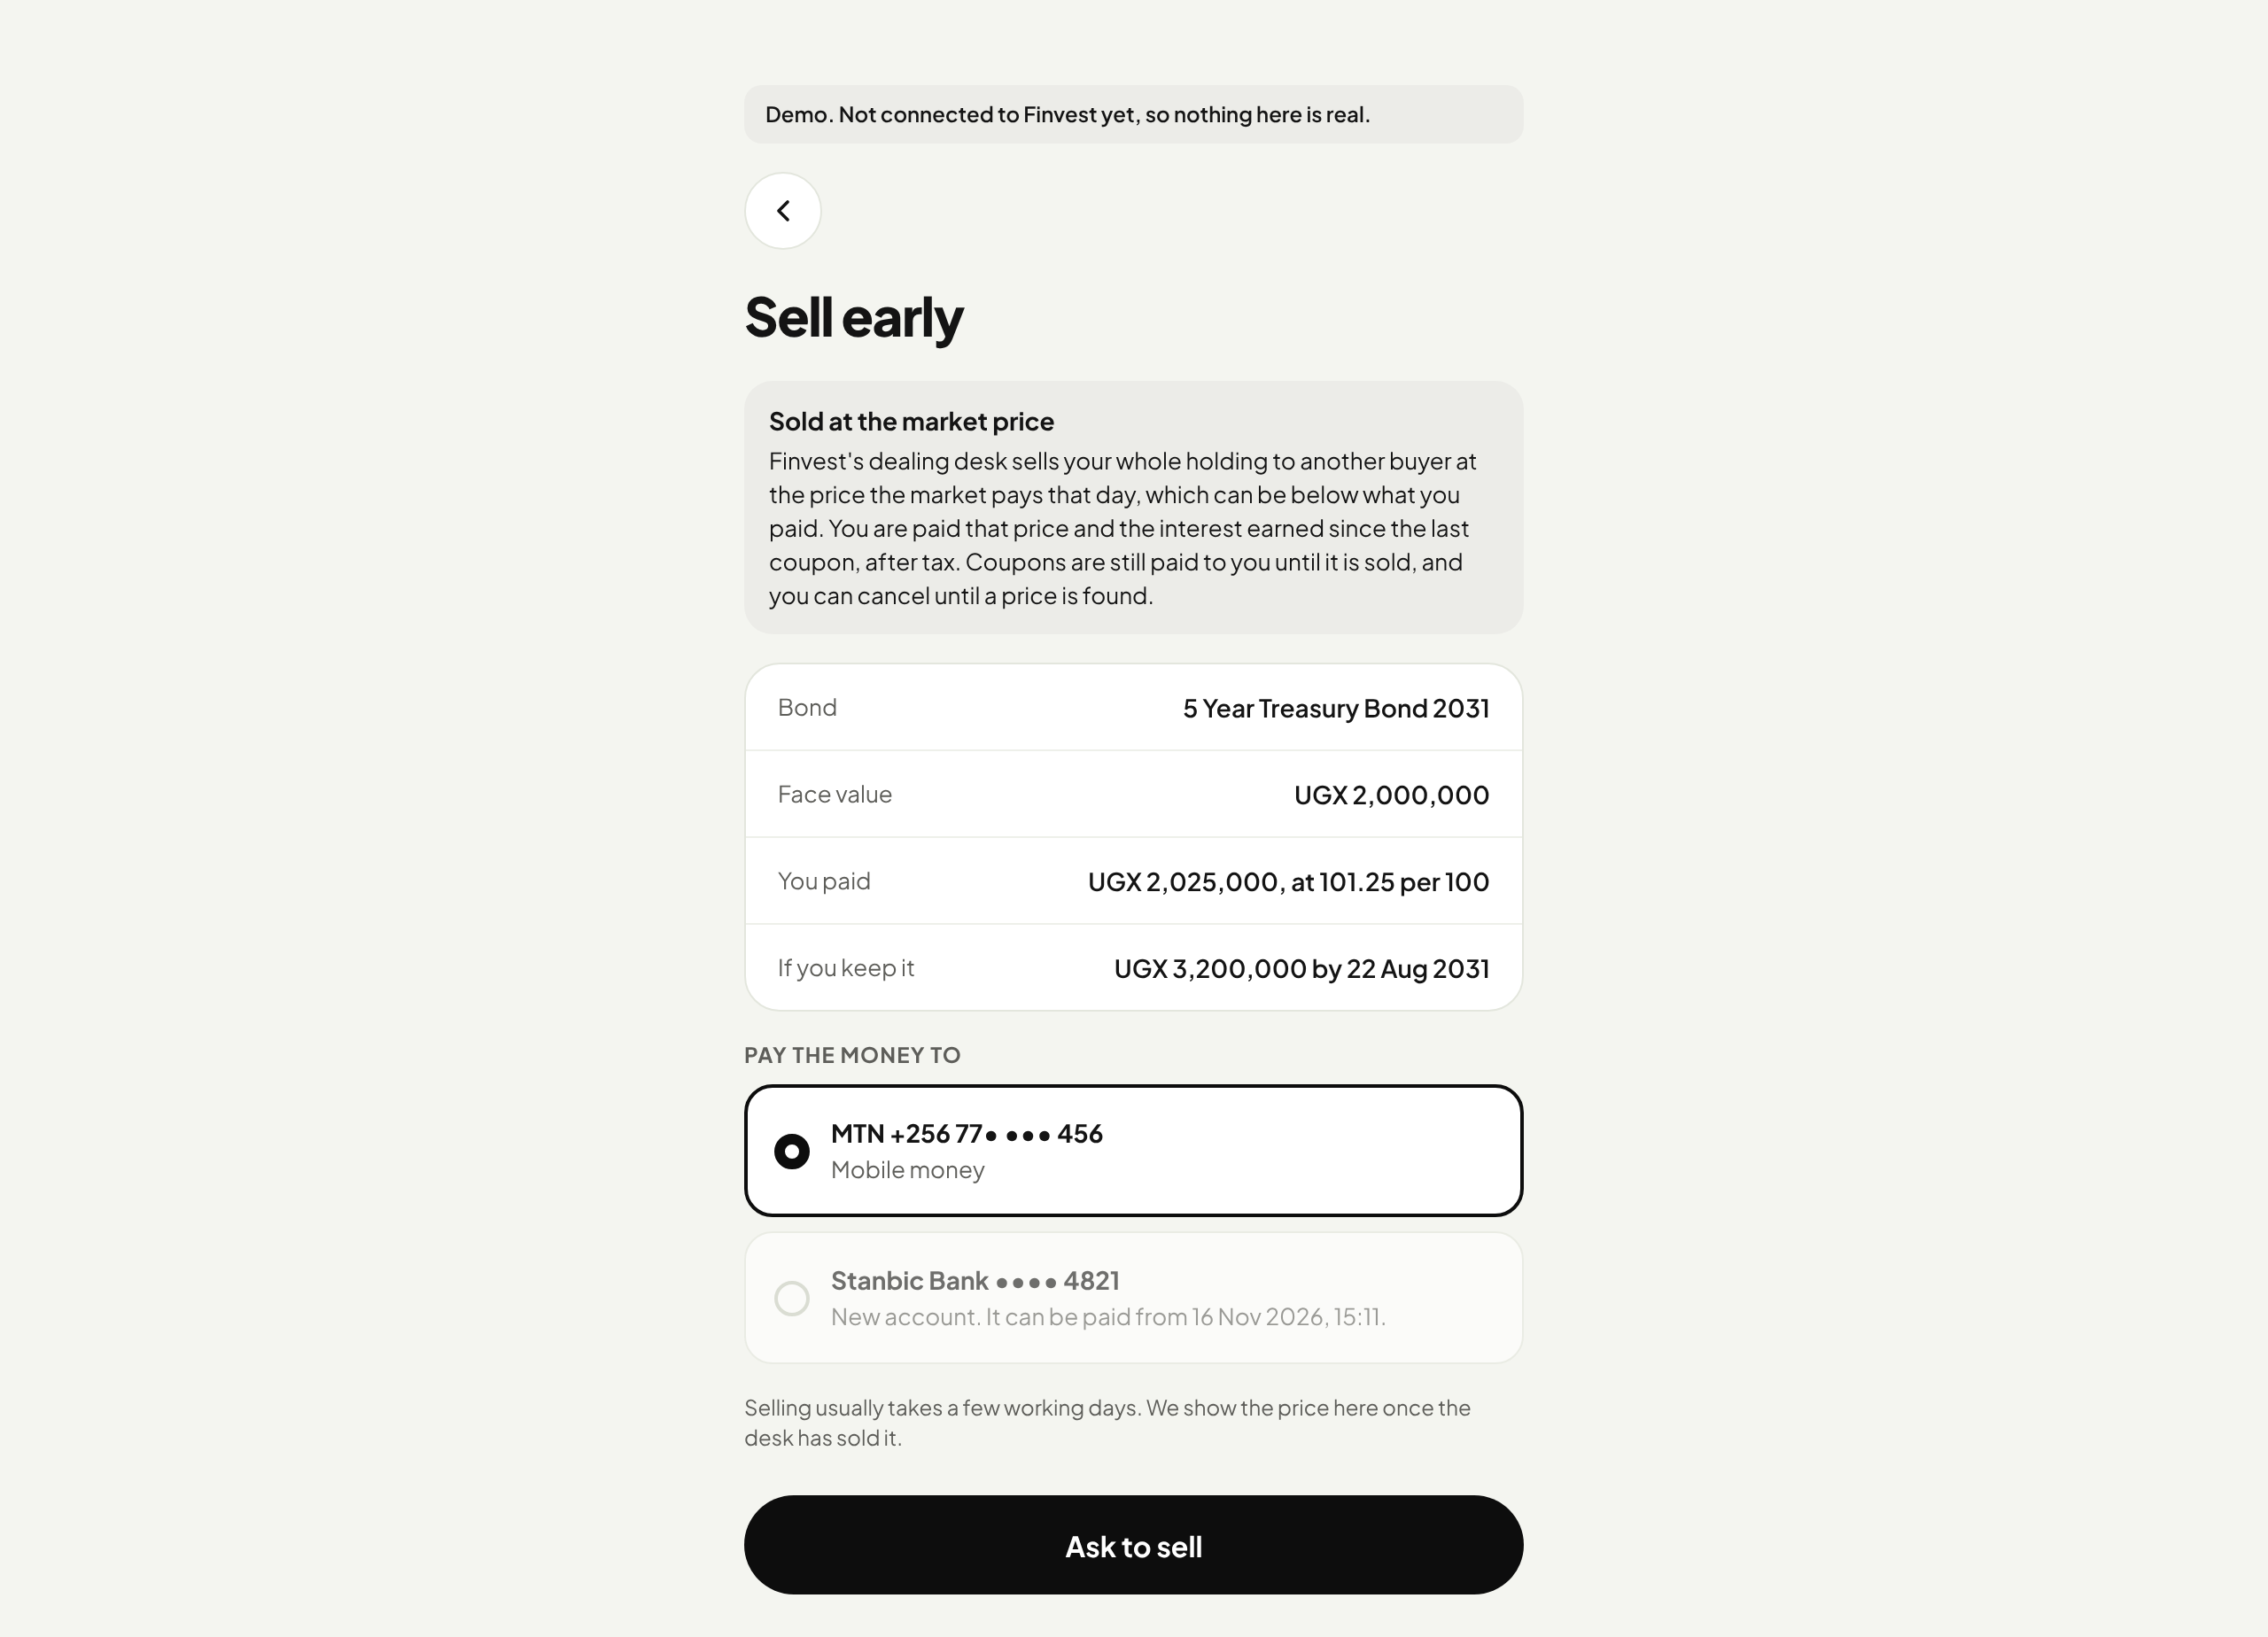 Demo. Not connected to Finvest yet, so nothing here is real.
Sell early
Sold at the market price
Finvest's dealing desk sells your whole holding to another buyer at
the price the market pays that day, which can be below what you
paid. You are paid that price and the interest earned since the last
coupon, after tax. Coupons are still paid to you until it is sold, and
you can cancel until a price is found.
Bond 5 Year Treasury Bond 2031
Face value UGX 2,000,000
You paid UGX 2,025,000, at 101.25 per 100
If you keep it UGX 3,200,000 by 22 Aug 2031
PAY THE MONEY TO
MTN +256 77• ••• 456
Mobile money
Stanbic Bank •••• 4821
New account. It can be paid from 16 Nov 2026, 15:11.
Selling usually takes a few working days. We show the price here once the
desk has sold it.
Ask to sell